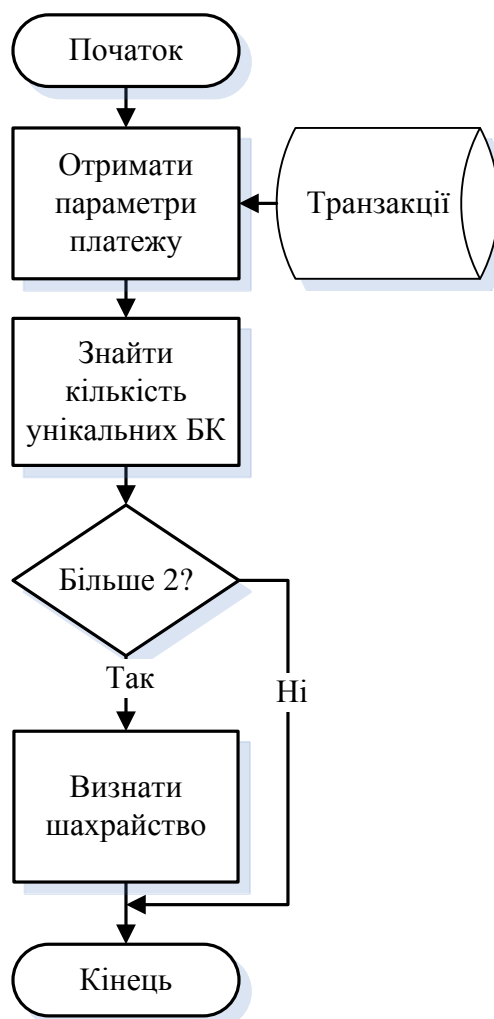 Початок
Отримати
параметри
платежу
Транзакції
Знайти
кількість
унікальних БК
Більше 2?
Так
Ні
Визнати
шахрайство
Кінець